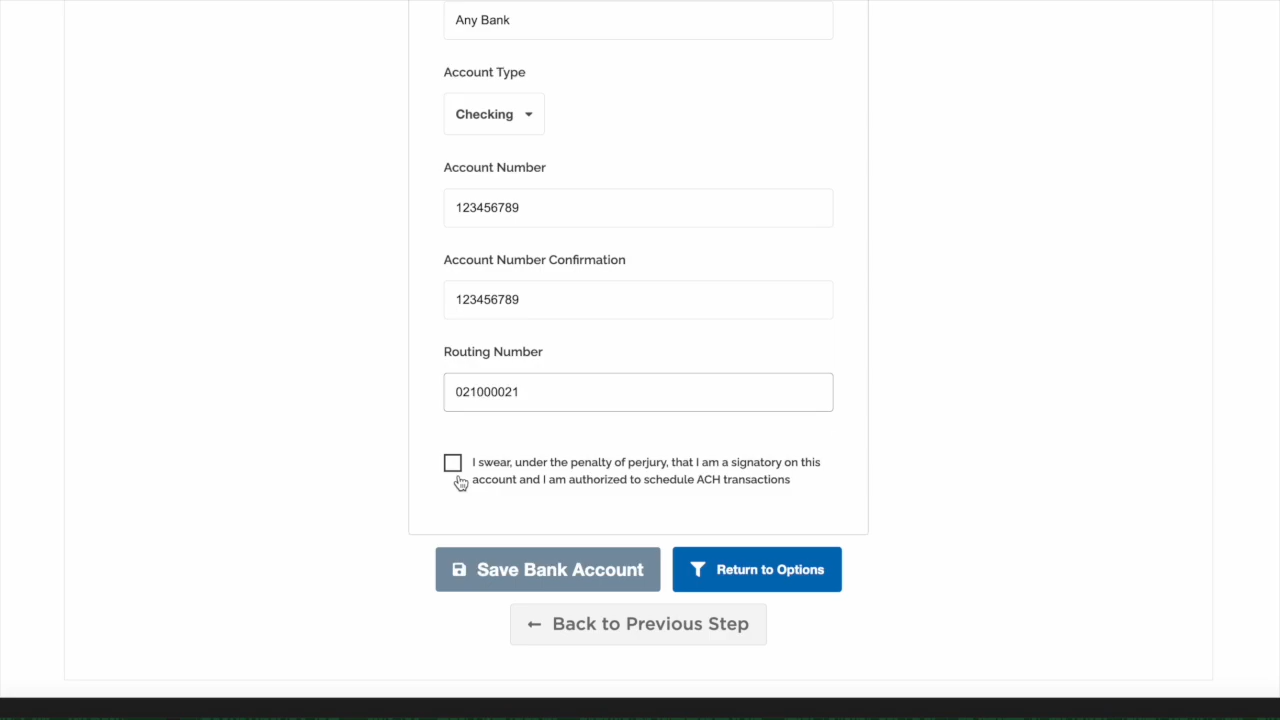 Any Bank
Account Type
Checking
Account Number
123456789
Account Number Confirmation
123456789
Routing Number
021000021
I swear, under the penalty of perjury, that I am a signatory on this
account and I am authorized to schedule ACH transactions
Save Bank Account
Return to Options
← Back to Previous Step